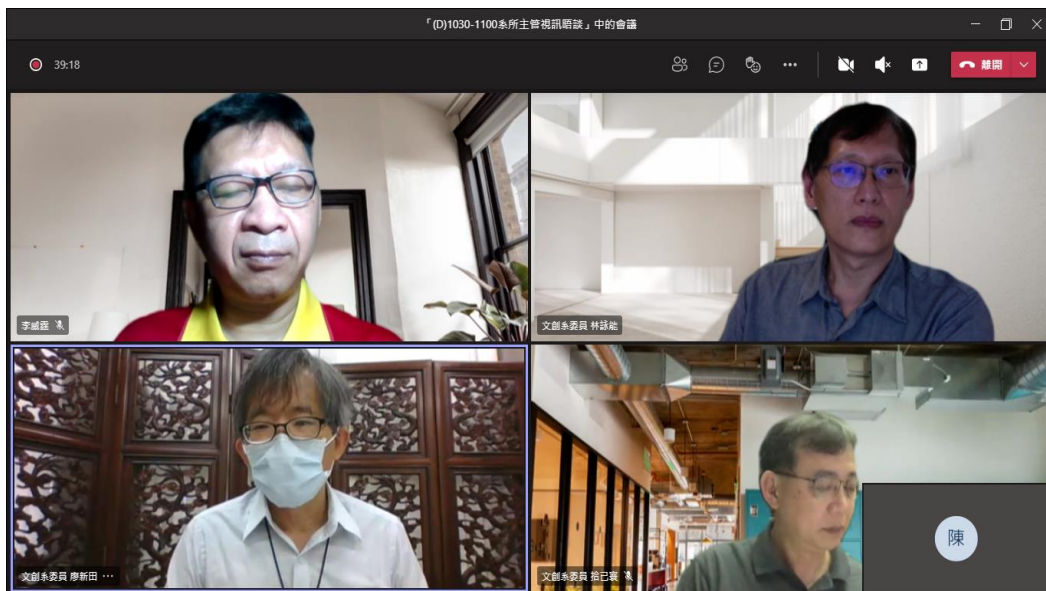 「(D)1030-1100系所主管視訊晤談」中的會議
39:18
離開
李威霆
文創系委員 林詠能
文創系委員 廖新田 ···
文創系委員 拾已寰
陳